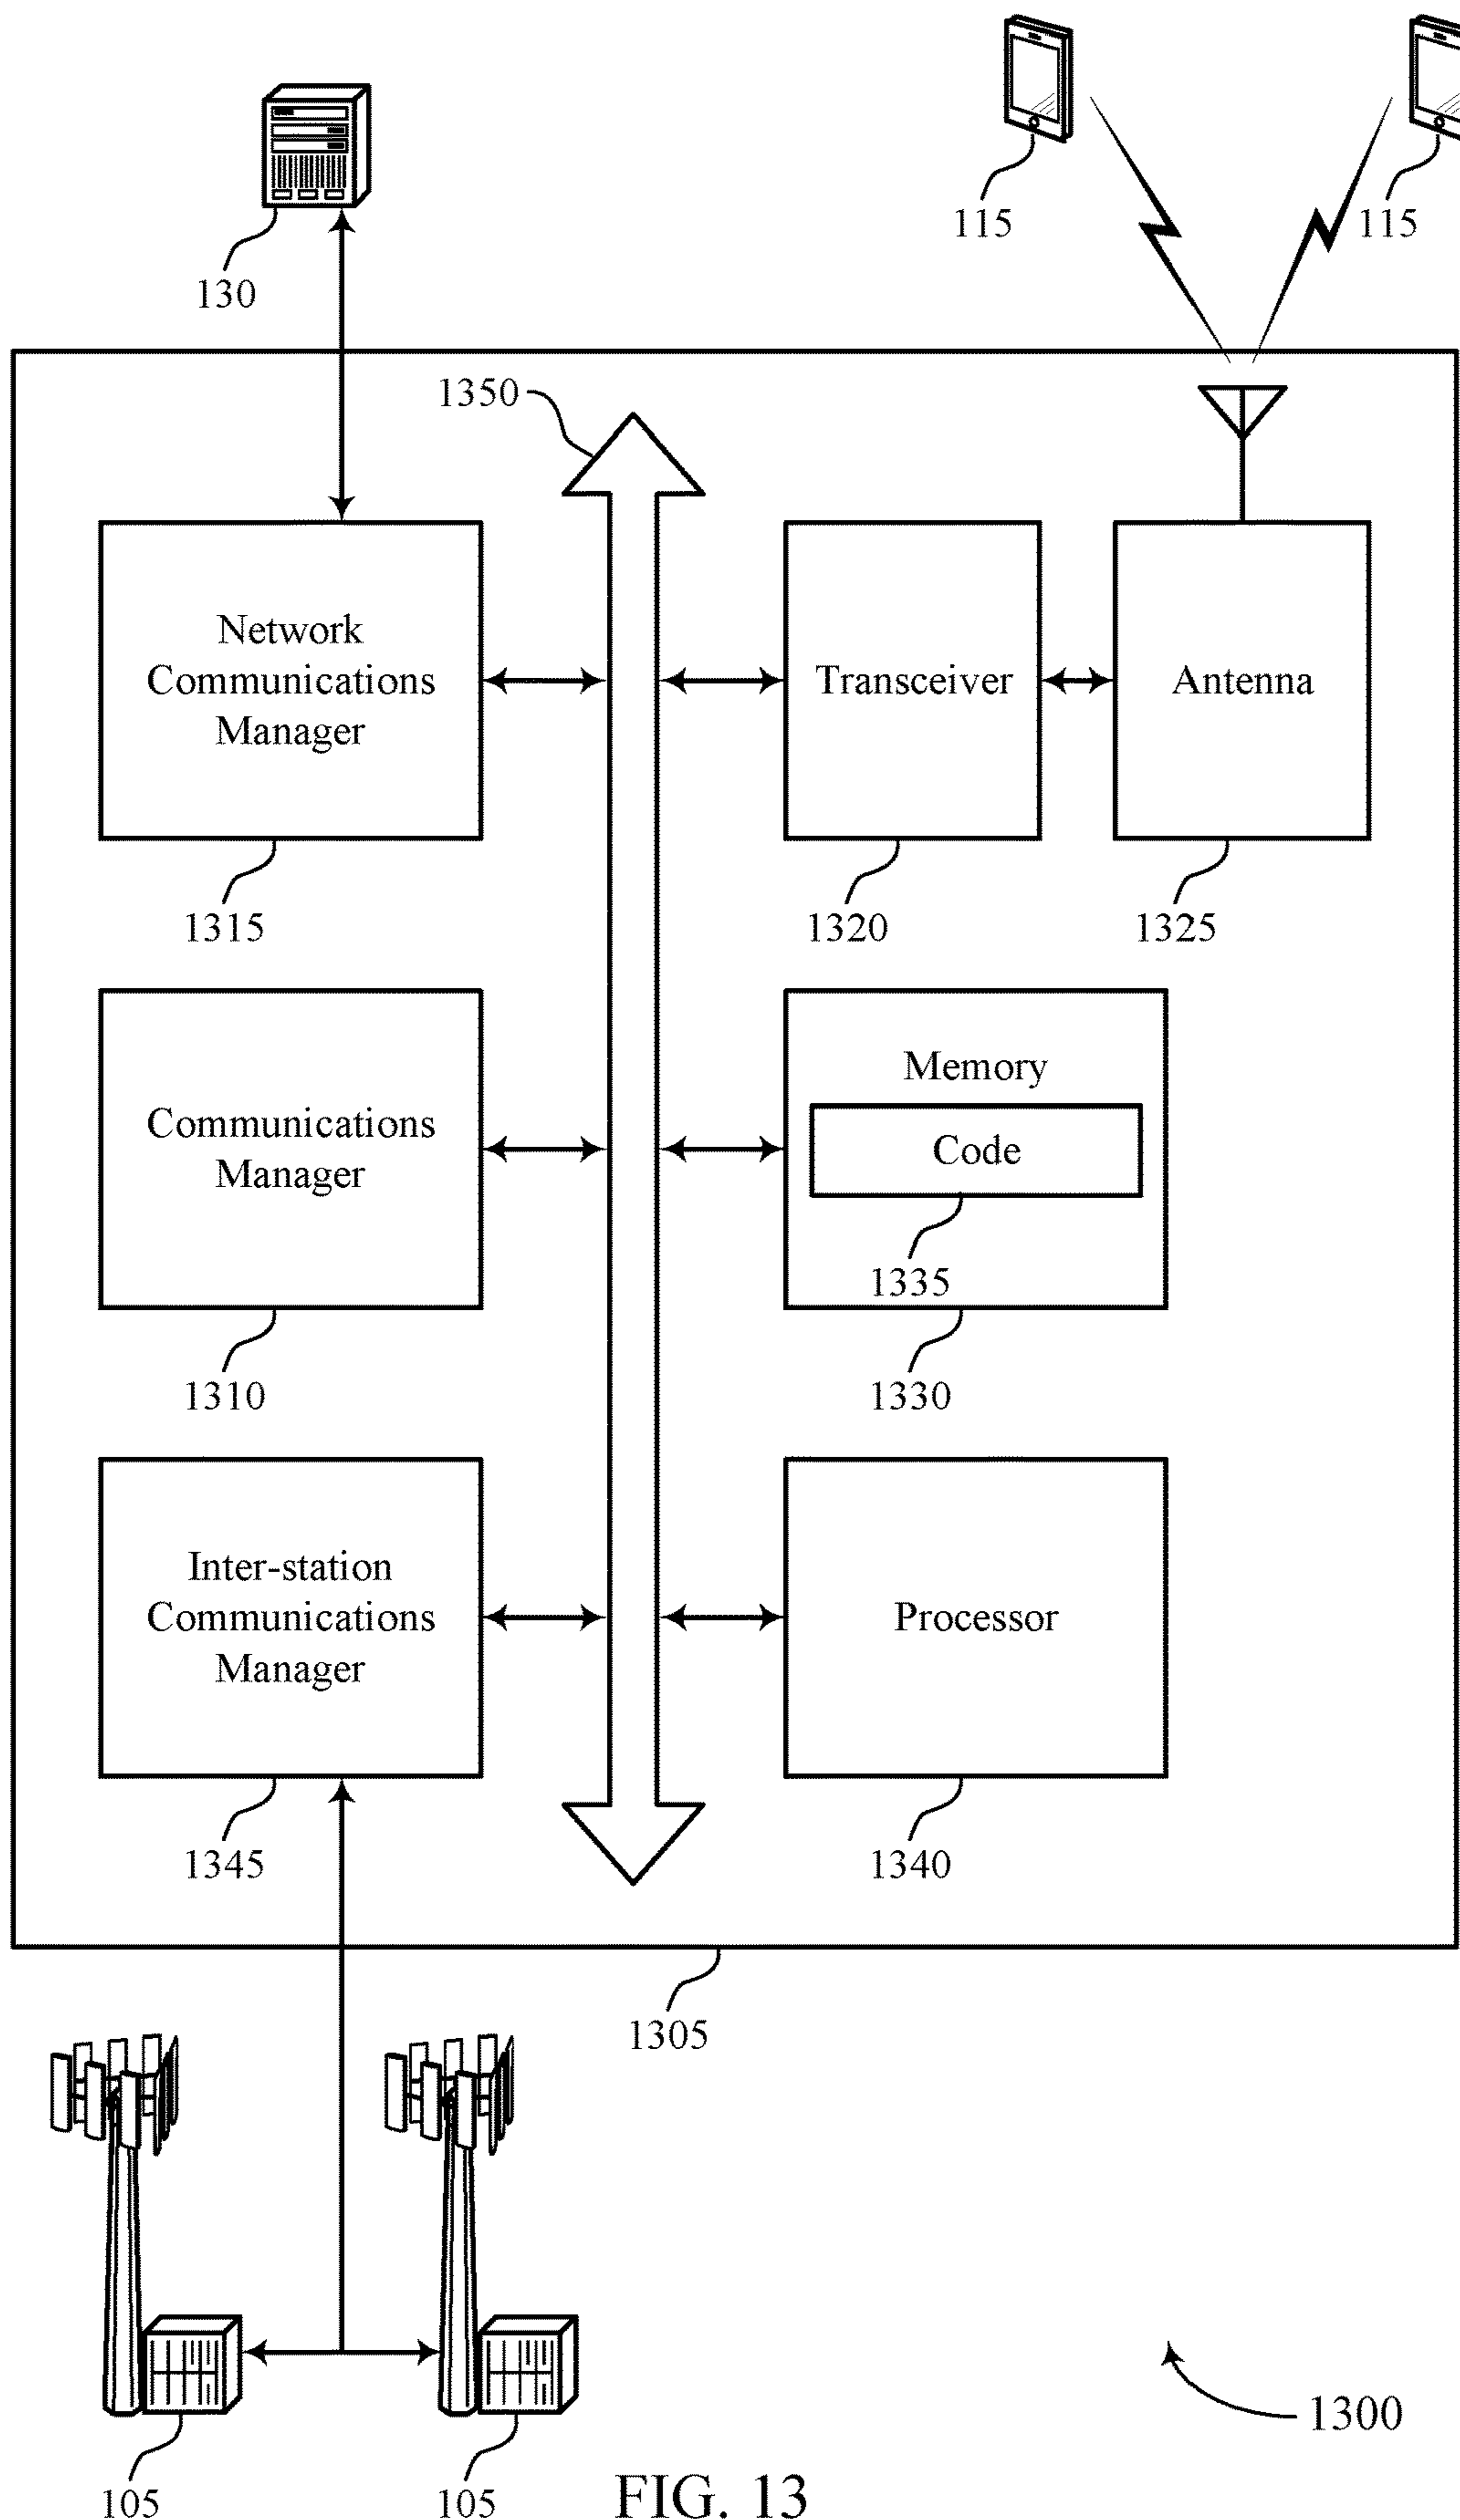 115
115
130
1350
Network
Communications
Manager
Transceiver
Antenna
1315
1320
1325
Communications
Manager
Memory
Code
1335
1310
1330
Inter-station
Communications
Manager
Processor
1345
1340
1305
1300
105
105
FIG. 13